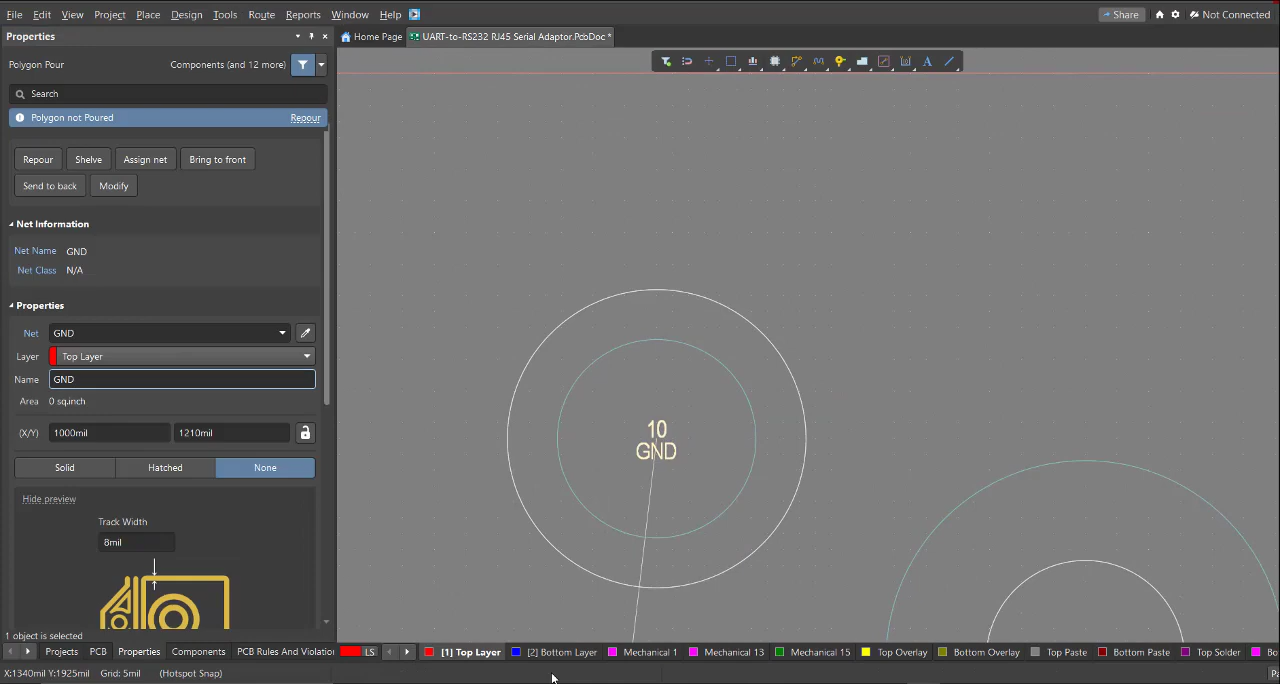 File Edit View Project Place Design Tools Route Reports Window Help Share Not Connected
Properties Home Page UART-to-RS232 RJ45 Serial Adaptor.PcbDoc *
Polygon Pour Components (and 12 more)
Search
Polygon not Poured Repour
Repour Shelve Assign net Bring to front
Send to back Modify
Net Information
Net Name GND
Net Class N/A
Properties
Net GND
Layer Top Layer
Name GND
Area 0 sq.inch
(X/Y) 1000mil 1210mil
Solid Hatched None
Hide preview
Track Width
8mil
10
GND
1 object is selected
Projects PCB Properties Components PCB Rules And Violation LS [1] Top Layer [2] Bottom Layer Mechanical 1 Mechanical 13 Mechanical 15 Top Overlay Bottom Overlay Top Paste Bottom Paste Top Solder Bo
X:1340mil Y:1925mil Grid: 5mil (Hotspot Snap) Pa